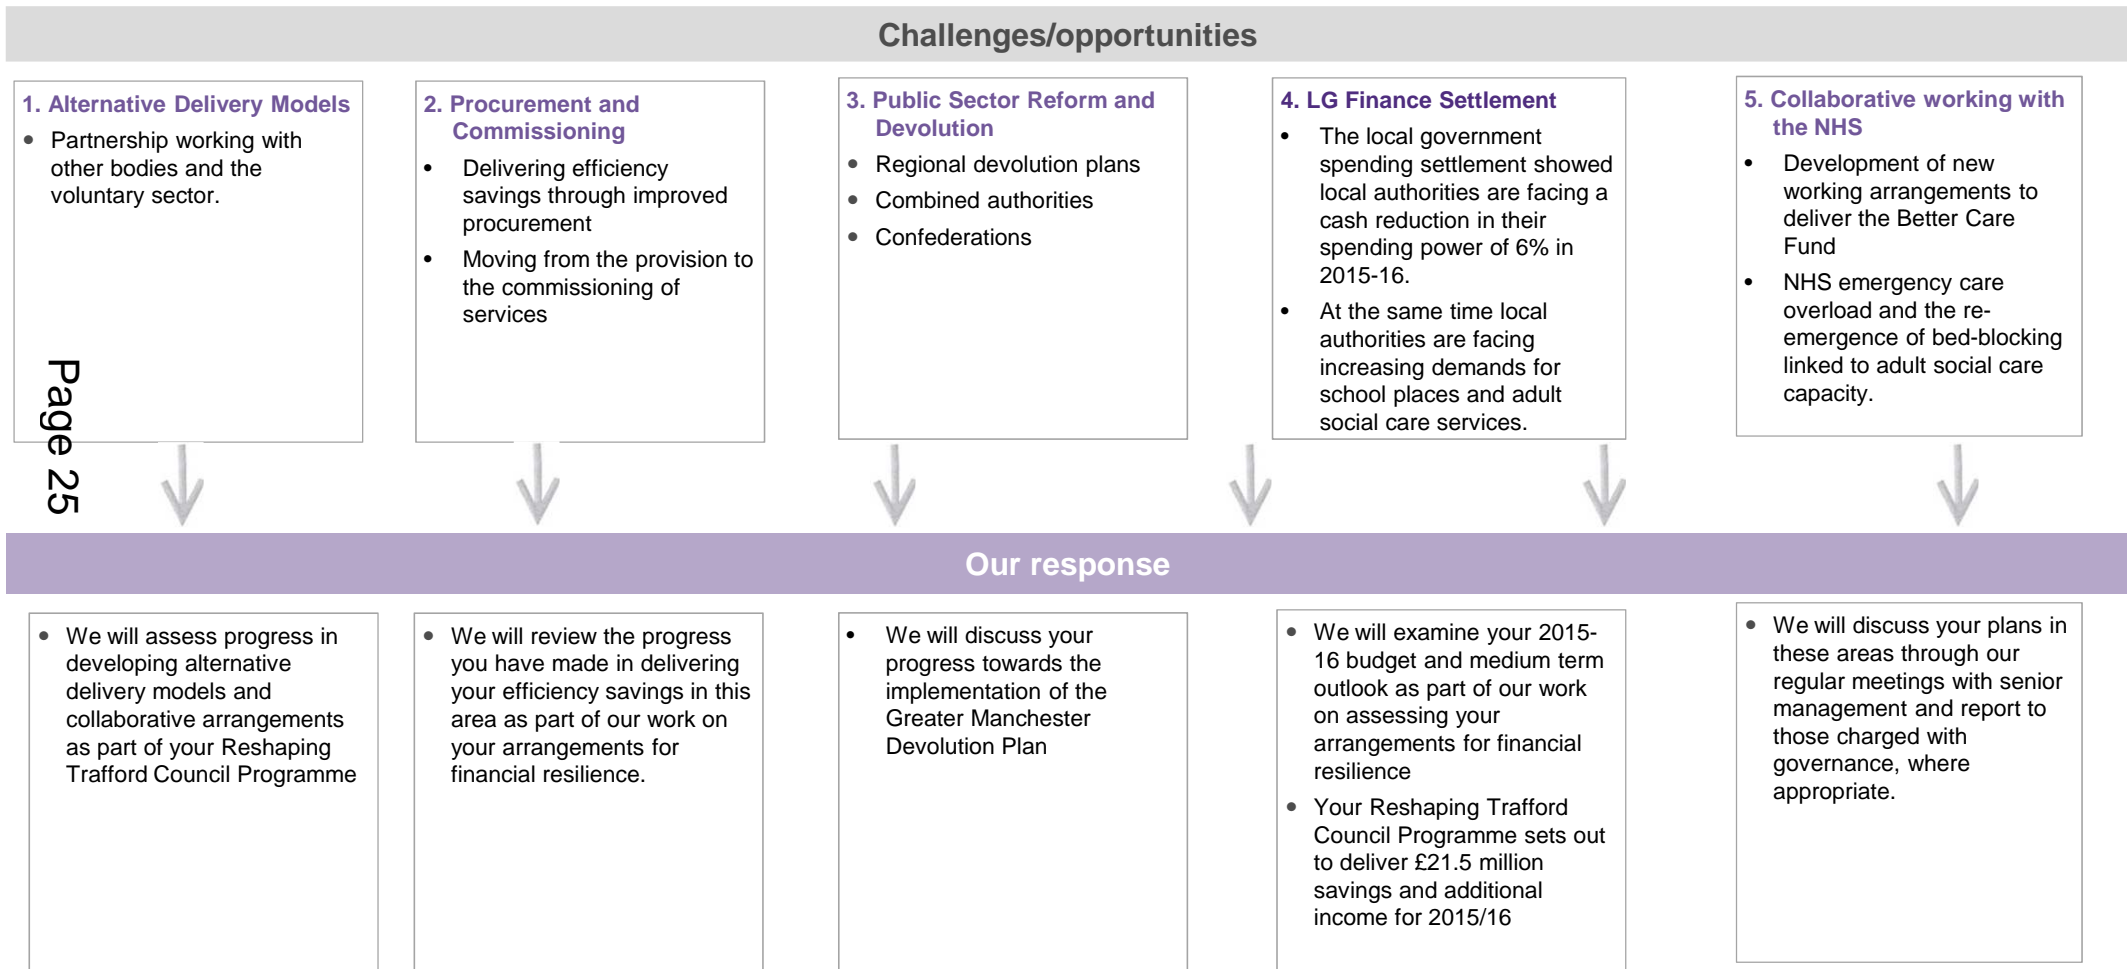 Challenges/opportunities
1. Alternative Delivery Models
• Partnership working with
other bodies and the
voluntary sector.
2. Procurement and
Commissioning
• Delivering efficiency
savings through improved
procurement
• Moving from the provision to
the commissioning of
services
3. Public Sector Reform and
Devolution
• Regional devolution plans
• Combined authorities
• Confederations
4. LG Finance Settlement
• The local government
spending settlement showed
local authorities are facing a
cash reduction in their
spending power of 6% in
2015-16.
• At the same time local
authorities are facing
increasing demands for
school places and adult
social care services.
5. Collaborative working with
the NHS
• Development of new
working arrangements to
deliver the Better Care
Fund
• NHS emergency care
overload and the re-
emergence of bed-blocking
linked to adult social care
capacity.
Page 25
Our response
• We will assess progress in
developing alternative
delivery models and
collaborative arrangements
as part of your Reshaping
Trafford Council Programme
• We will review the progress
you have made in delivering
your efficiency savings in this
area as part of our work on
your arrangements for
financial resilience.
• We will discuss your
progress towards the
implementation of the
Greater Manchester
Devolution Plan
• We will examine your 2015-
16 budget and medium term
outlook as part of our work
on assessing your
arrangements for financial
resilience
• Your Reshaping Trafford
Council Programme sets out
to deliver £21.5 million
savings and additional
income for 2015/16
• We will discuss your plans in
these areas through our
regular meetings with senior
management and report to
those charged with
governance, where
appropriate.